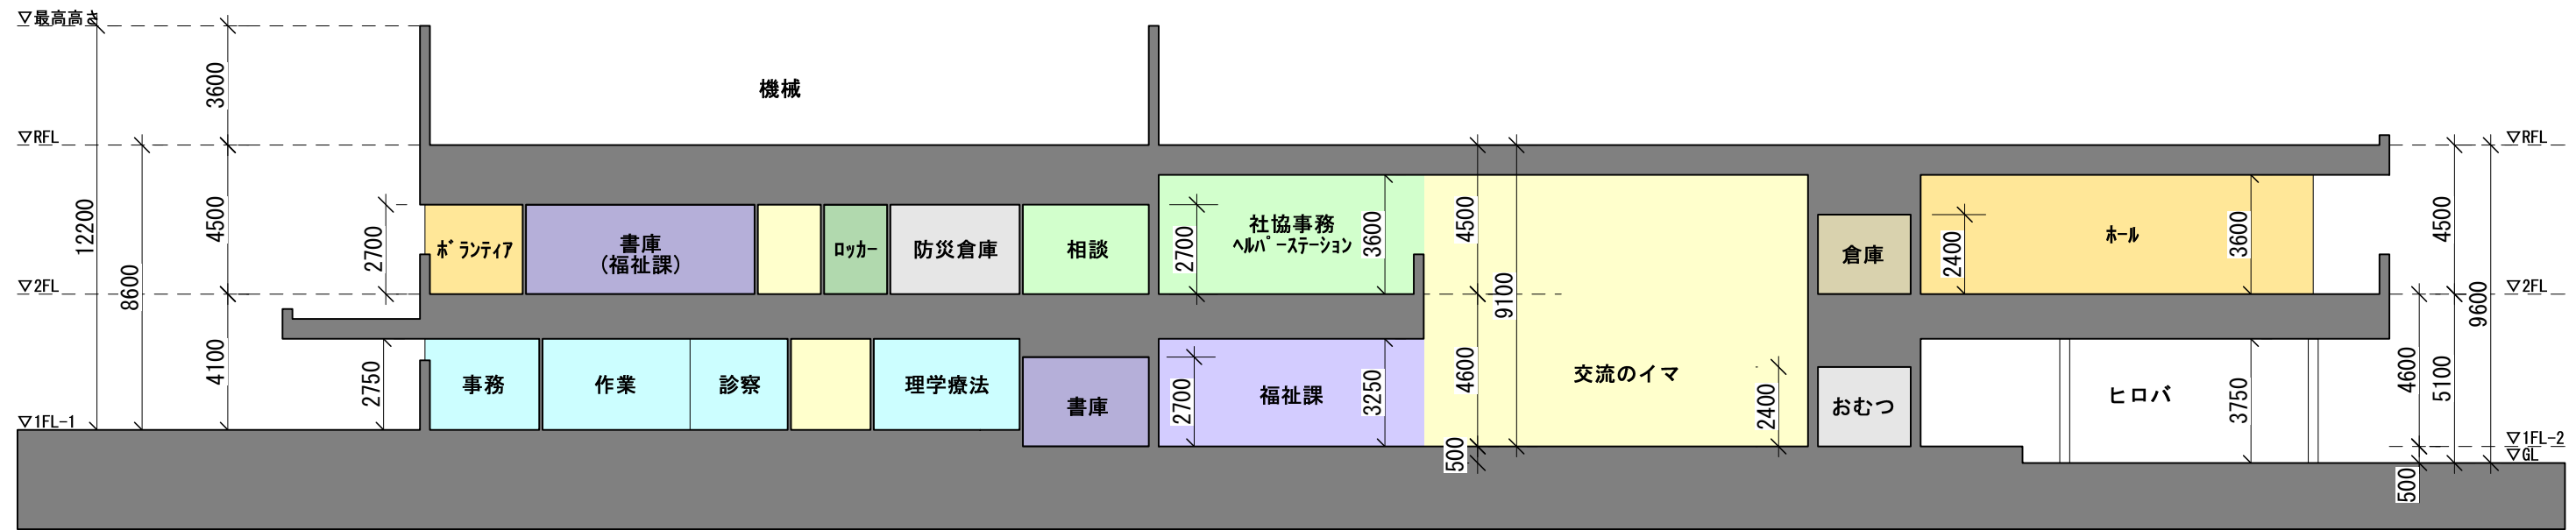 ▽最高高さ
3600
機械
▽RFL
▽RFL
12200
8600
4500
2700
ﾎﾞﾗﾝﾃｨｱ
書庫
(福祉課)
ﾛｯｶｰ
防災倉庫
相談
2700
社協事務
ﾍﾙﾊﾟｰｽﾃｰｼｮﾝ
3600
4500
9100
倉庫
2400
ﾎｰﾙ
3600
4500
9600
▽2FL
▽2FL
4100
2750
事務
作業
診察
理学療法
書庫
2700
福祉課
3250
4600
交流のイマ
2400
おむつ
ヒロバ
3750
4600
5100
▽1FL-1
▽1FL-2
▽GL
500
500